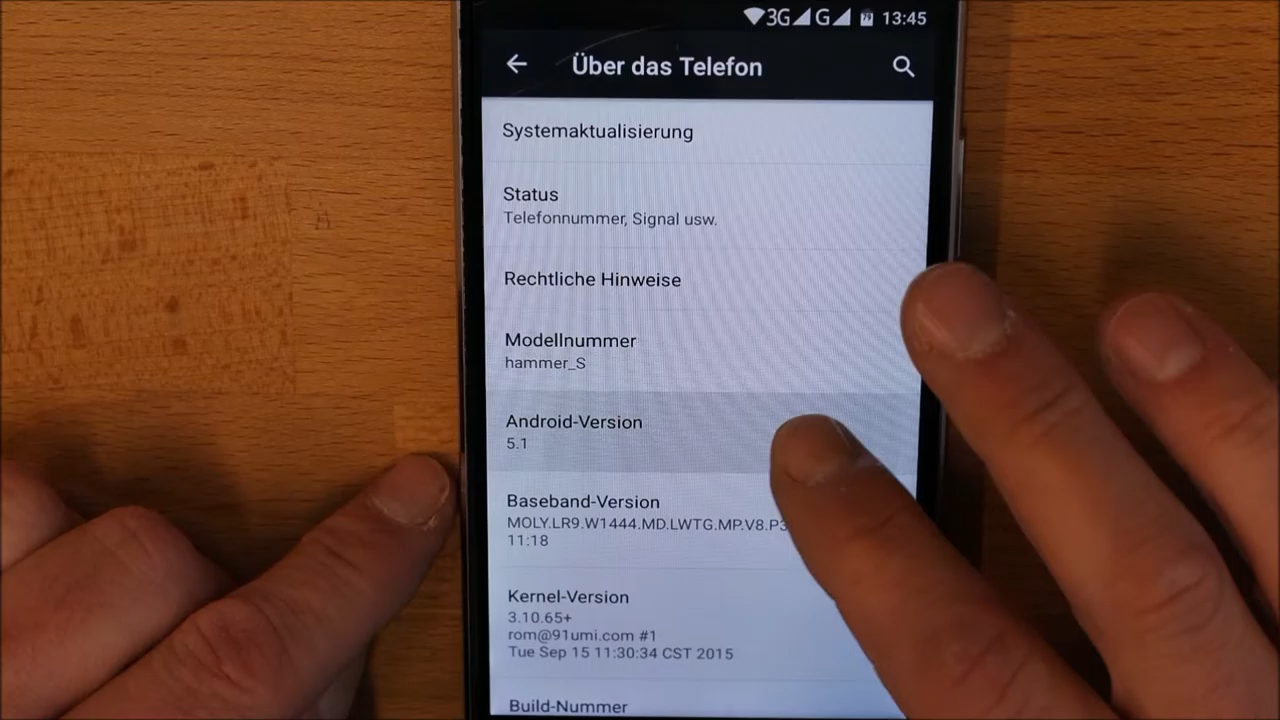 3G G 79 13:45
Über das Telefon
Systemaktualisierung
Status
Telefonnummer, Signal usw.
Rechtliche Hinweise
Modellnummer
hammer_S
Android-Version
5.1
Baseband-Version
MOLY.LR9.W1444.MD.LWTG.MP.V8.P3
11:18
Kernel-Version
3.10.65+
rom@91umi.com #1
Tue Sep 15 11:30:34 CST 2015
Build-Nummer